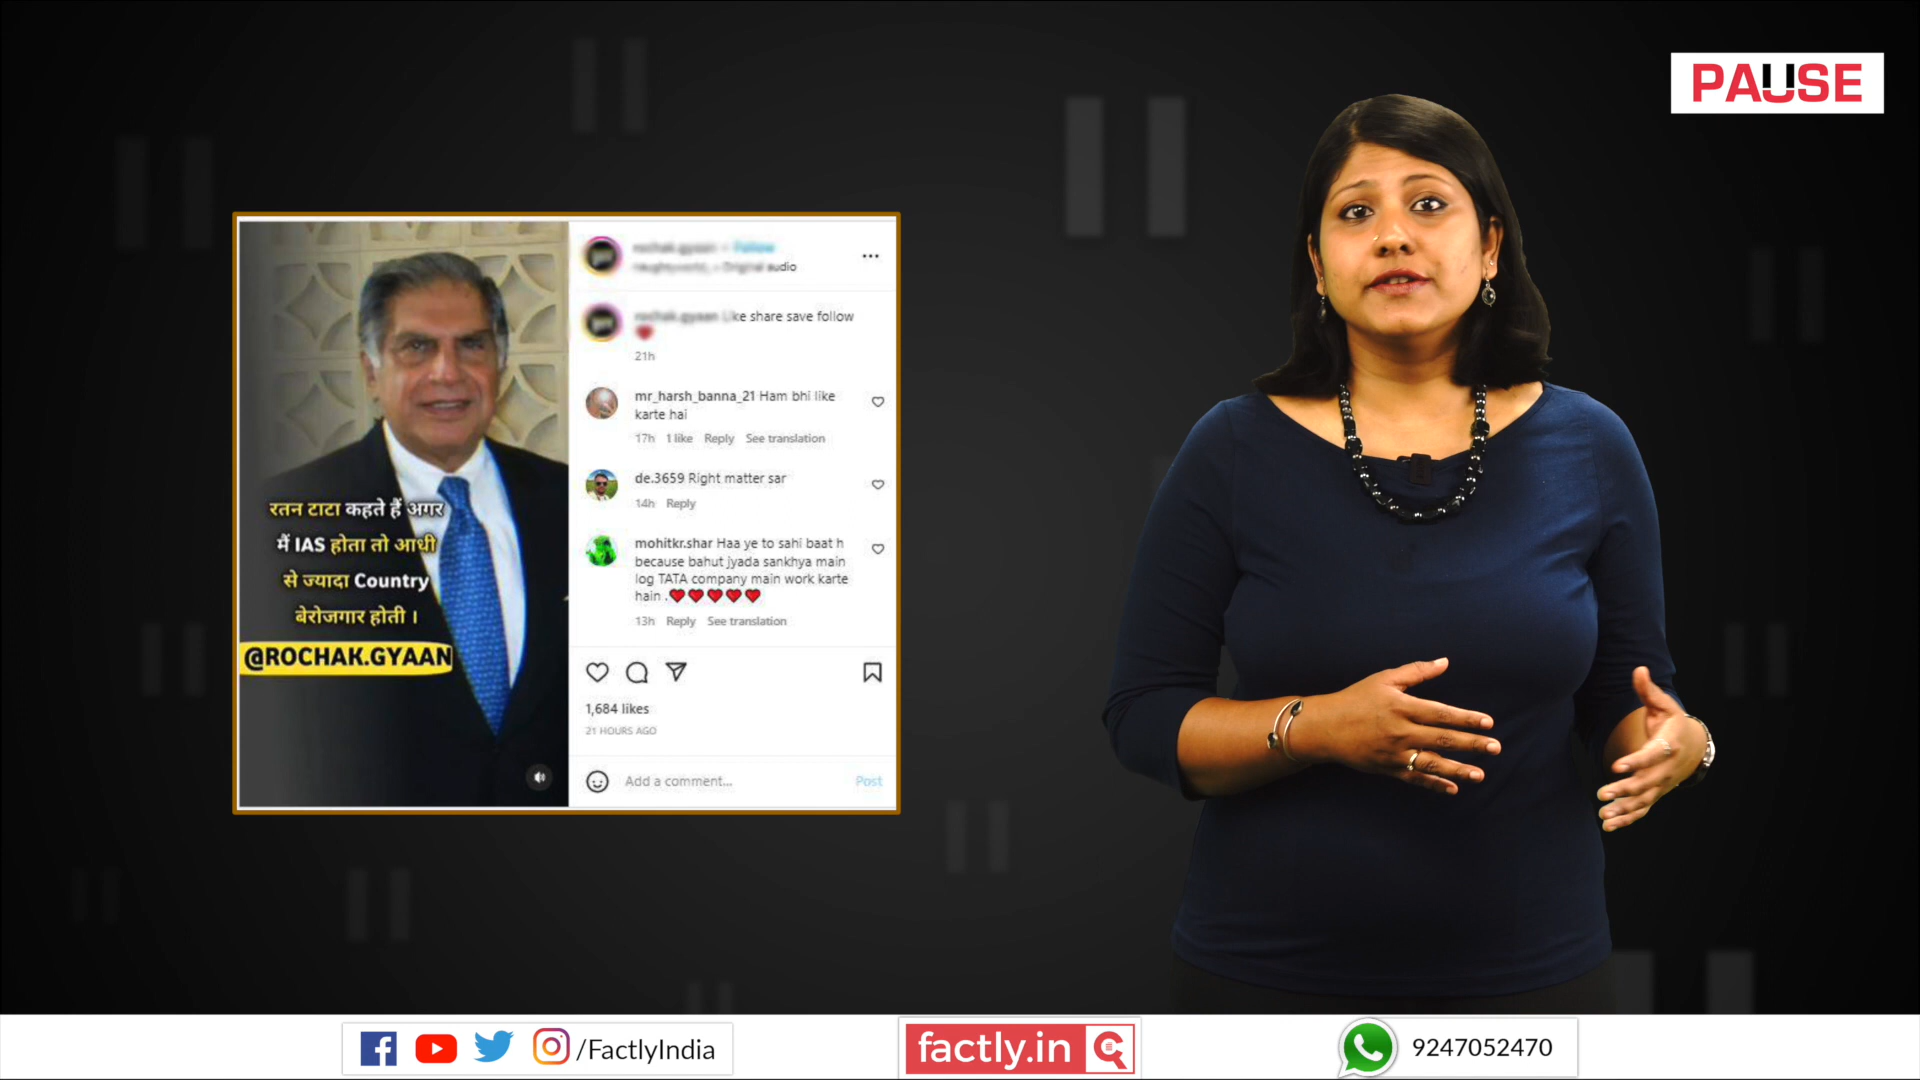 PAUSE
audio
Like share save follow
21h
mr_harsh_banna_21 Ham bhi like
karte hai
17h 1 like Reply See translation
de.3659 Right matter sar
14h Reply
mohitkr.shar Haa ye to sahi baat h
because bahut jyada sankhya main
log TATA company main work karte
hain .
13h Reply See translation
1,684 likes
21 HOURS AGO
Add a comment... Post
रतन टाटा कहते हैं अगर
मैं IAS होता तो आधी
से ज्यादा Country
बेरोजगार होती ।
@ROCHAK.GYAAN
/FactlyIndia
factly.in
9247052470